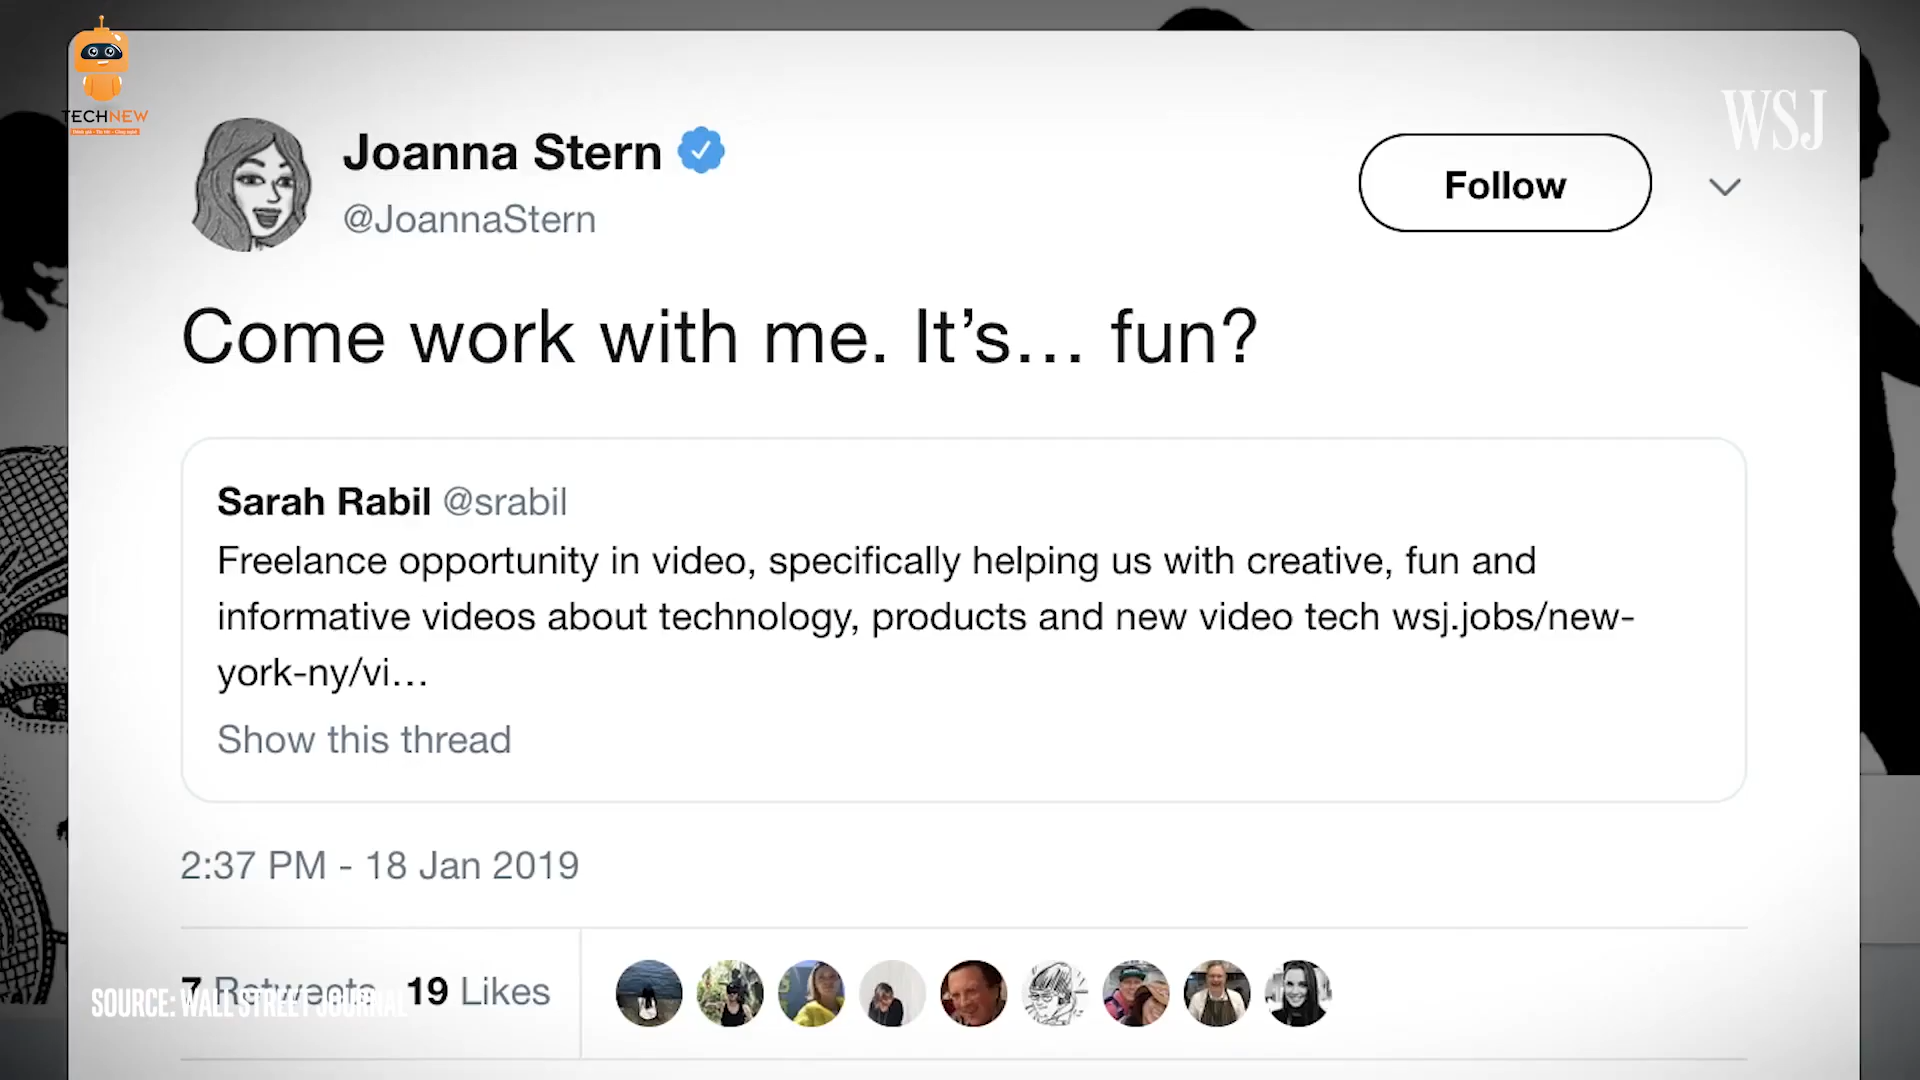 TECHNEW
WSJ
Joanna Stern
@JoannaStern
Follow
Come work with me. It’s… fun?
Sarah Rabil @srabil
Freelance opportunity in video, specifically helping us with creative, fun and
informative videos about technology, products and new video tech wsj.jobs/new-
york-ny/vi…
Show this thread
2:37 PM - 18 Jan 2019
7 Retweets 19 Likes
SOURCE: WALL STREET JOURNAL